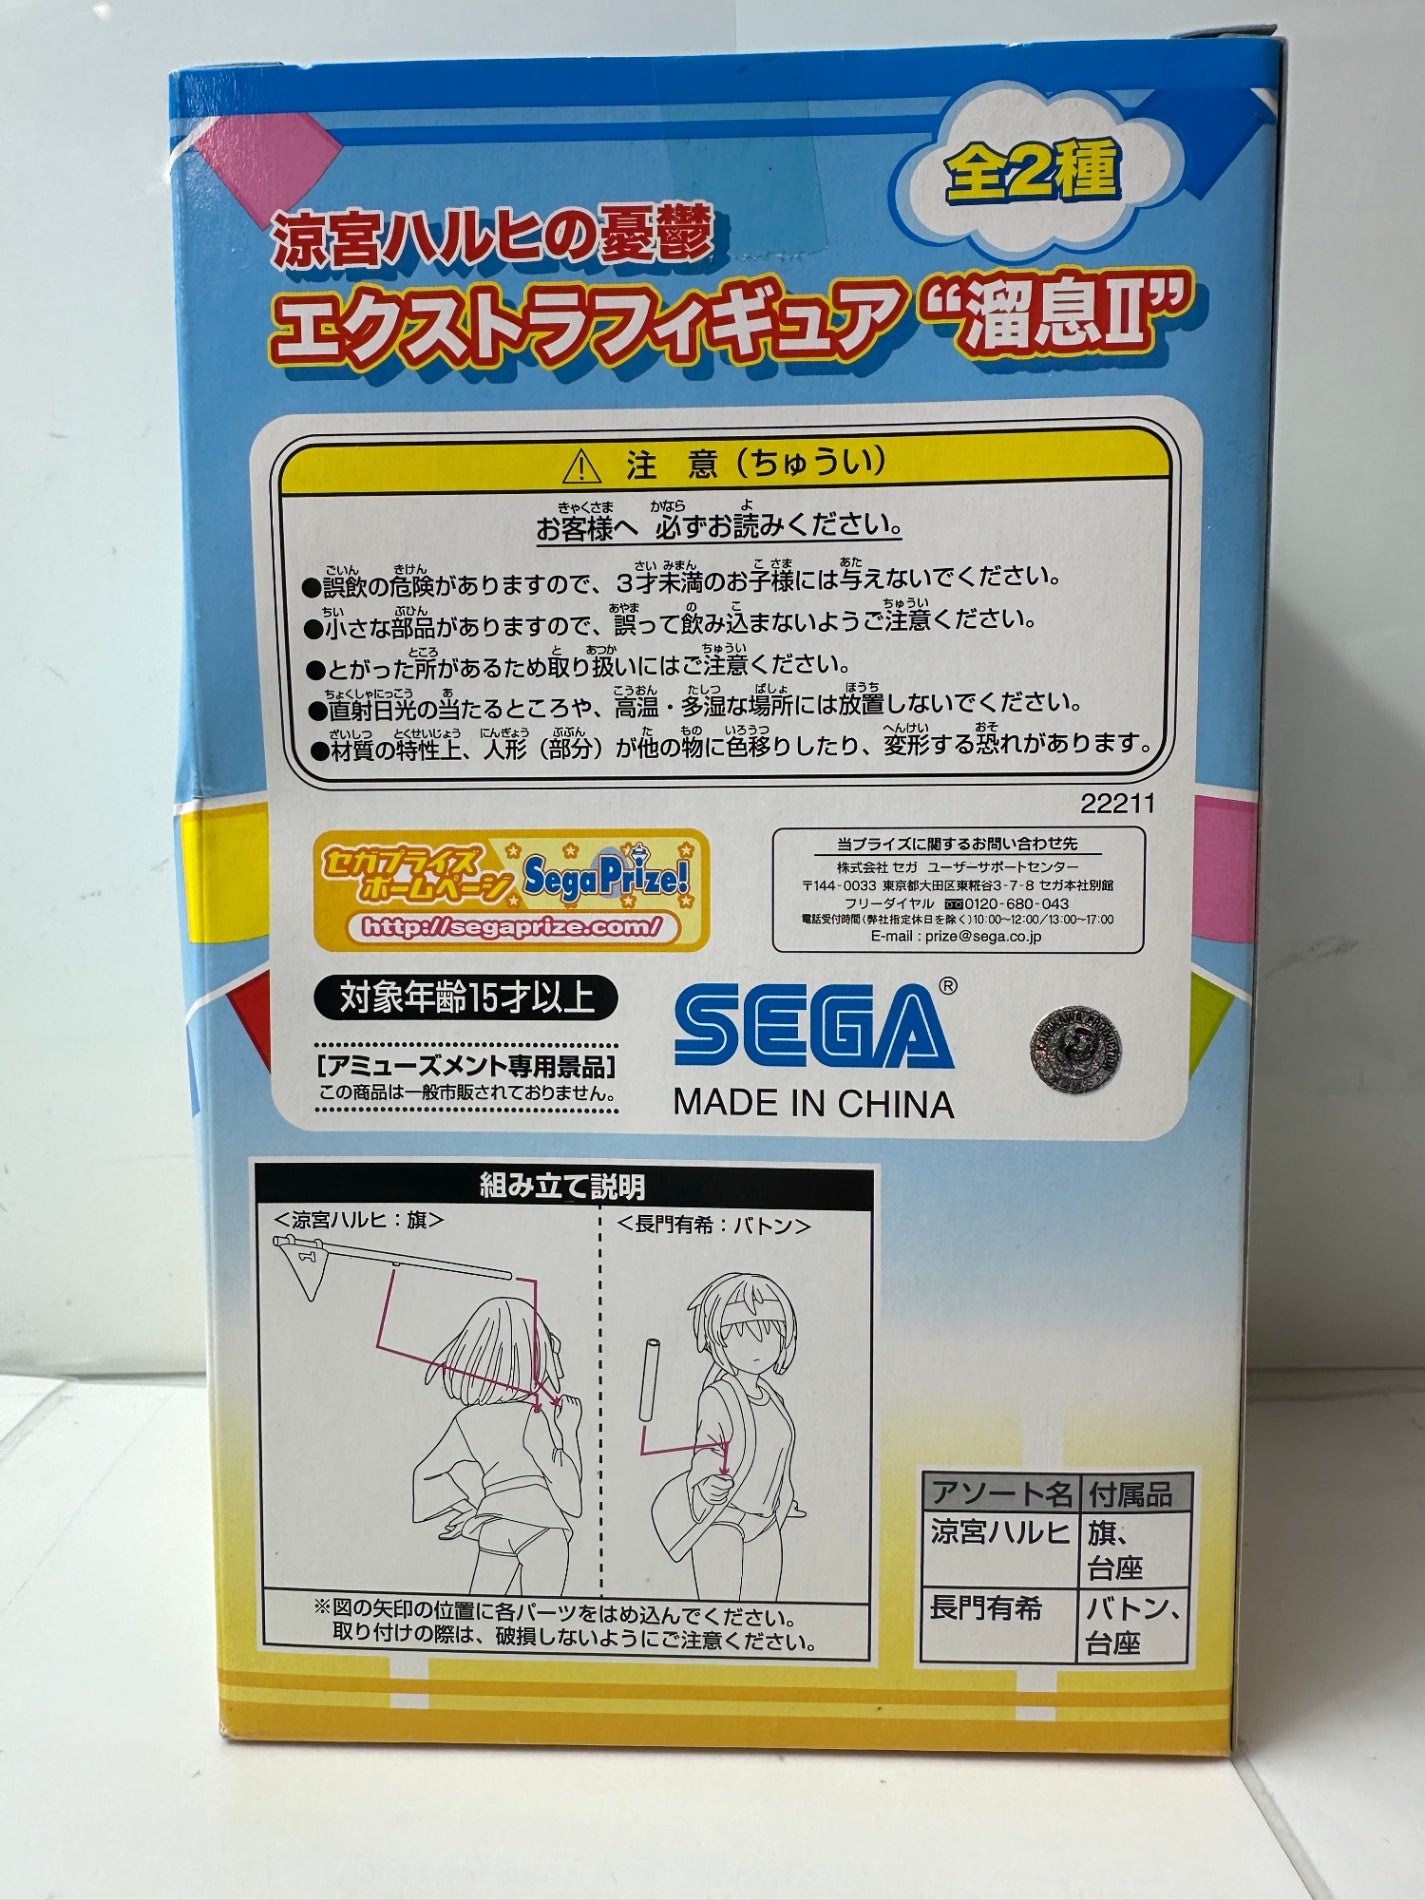 全2種
涼宮ハルヒの憂鬱
エクストラフィギュア“溜息II”
注 意（ちゅうい）
お客様へ 必ずお読みください。
●誤飲の危険がありますので、3才未満のお子様には与えないでください。
●小さな部品がありますので、誤って飲み込まないようご注意ください。
●とがった所があるため取り扱いにはご注意ください。
●直射日光の当たるところや、高温・多湿な場所には放置しないでください。
●材質の特性上、人形（部分）が他の物に色移りしたり、変形する恐れがあります。
22211
セガプライズ
ホームページ
SegaPrize!
http://segaprize.com/
当プライズに関するお問い合わせ先
株式会社 セガ ユーザーサポートセンター
〒144-0033 東京都大田区東糀谷3-7-8 セガ本社別館
フリーダイヤル 0120-680-043
電話受付時間（弊社指定休日を除く）10:00～12:00／13:00～17:00
E-mail : prize@sega.co.jp
対象年齢15才以上
[アミューズメント専用景品]
この商品は一般市販されておりません。
SEGA®
MADE IN CHINA
組み立て説明
＜涼宮ハルヒ：旗＞
＜長門有希：バトン＞
※図の矢印の位置に各パーツをはめ込んでください。
取り付けの際は、破損しないようにご注意ください。
アソート名 付属品
涼宮ハルヒ 旗、
台座
長門有希 バトン、
台座